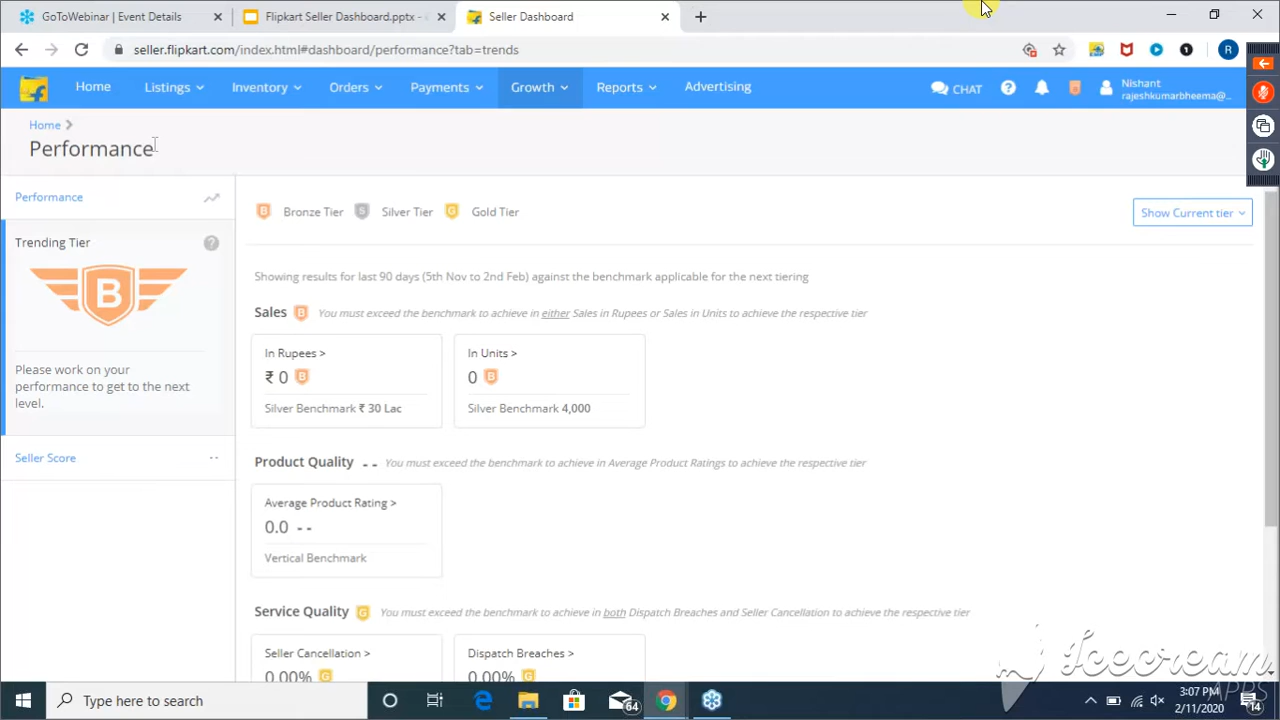 GoToWebinar | Event Details
Flipkart Seller Dashboard.pptx -
Seller Dashboard
seller.flipkart.com/index.html#dashboard/performance?tab=trends
R
Home
Listings
Inventory
Orders
Payments
Growth
Reports
Advertising
CHAT
Nishant
rajeshkumarbheema@...
Home
Performance
Performance
B Bronze Tier
S Silver Tier
G Gold Tier
Show Current tier
Trending Tier
B
Please work on your
performance to get to the next
level.
Seller Score --
Showing results for last 90 days (5th Nov to 2nd Feb) against the benchmark applicable for the next tiering
Sales B You must exceed the benchmark to achieve in either Sales in Rupees or Sales in Units to achieve the respective tier
In Rupees >
₹ 0 B
Silver Benchmark ₹ 30 Lac
In Units >
0 B
Silver Benchmark 4,000
Product Quality - - You must exceed the benchmark to achieve in Average Product Ratings to achieve the respective tier
Average Product Rating >
0.0 - -
Vertical Benchmark
Service Quality G You must exceed the benchmark to achieve in both Dispatch Breaches and Seller Cancellation to achieve the respective tier
Seller Cancellation >
0.00% G
Dispatch Breaches >
0.00% G
Icecream
APPS
Type here to search
64
3:07 PM
2/11/2020
14